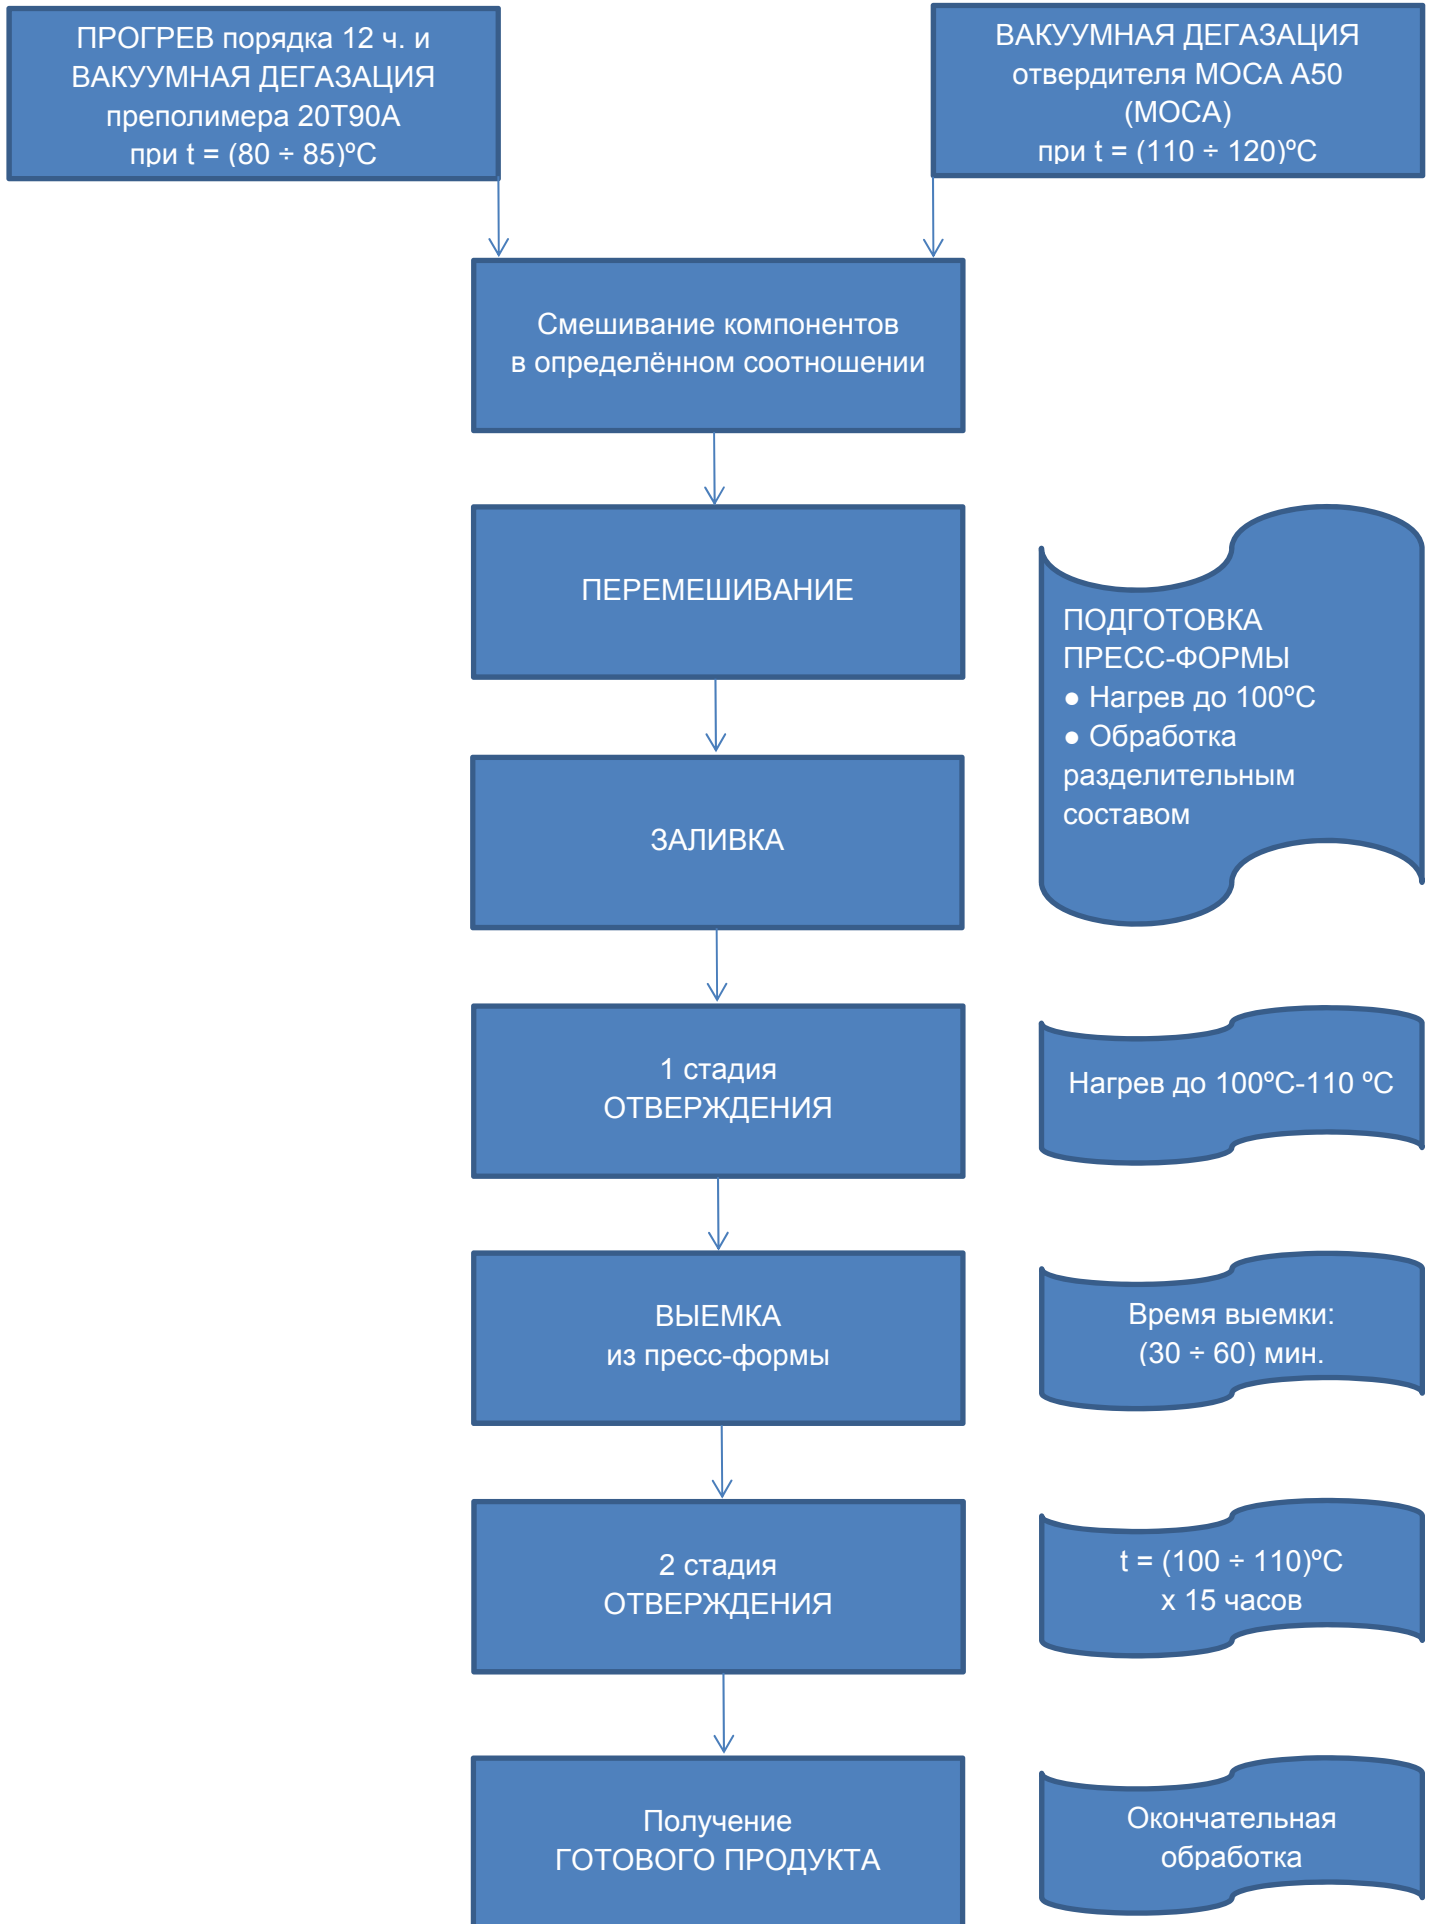 ПРОГРЕВ порядка 12 ч. и
ВАКУУМНАЯ ДЕГАЗАЦИЯ
преполимера 20Т90А
при t = (80 ÷ 85)ºС
ВАКУУМНАЯ ДЕГАЗАЦИЯ
отвердителя МОСА А50
(МОСА)
при t = (110 ÷ 120)ºС
Смешивание компонентов
в определённом соотношении
ПЕРЕМЕШИВАНИЕ
ПОДГОТОВКА
ПРЕСС-ФОРМЫ
● Нагрев до 100ºС
● Обработка
разделительным
составом
ЗАЛИВКА
1 стадия
ОТВЕРЖДЕНИЯ
Нагрев до 100ºС-110 ºС
ВЫЕМКА
из пресс-формы
Время выемки:
(30 ÷ 60) мин.
2 стадия
ОТВЕРЖДЕНИЯ
t = (100 ÷ 110)ºС
х 15 часов
Получение
ГОТОВОГО ПРОДУКТА
Окончательная
обработка